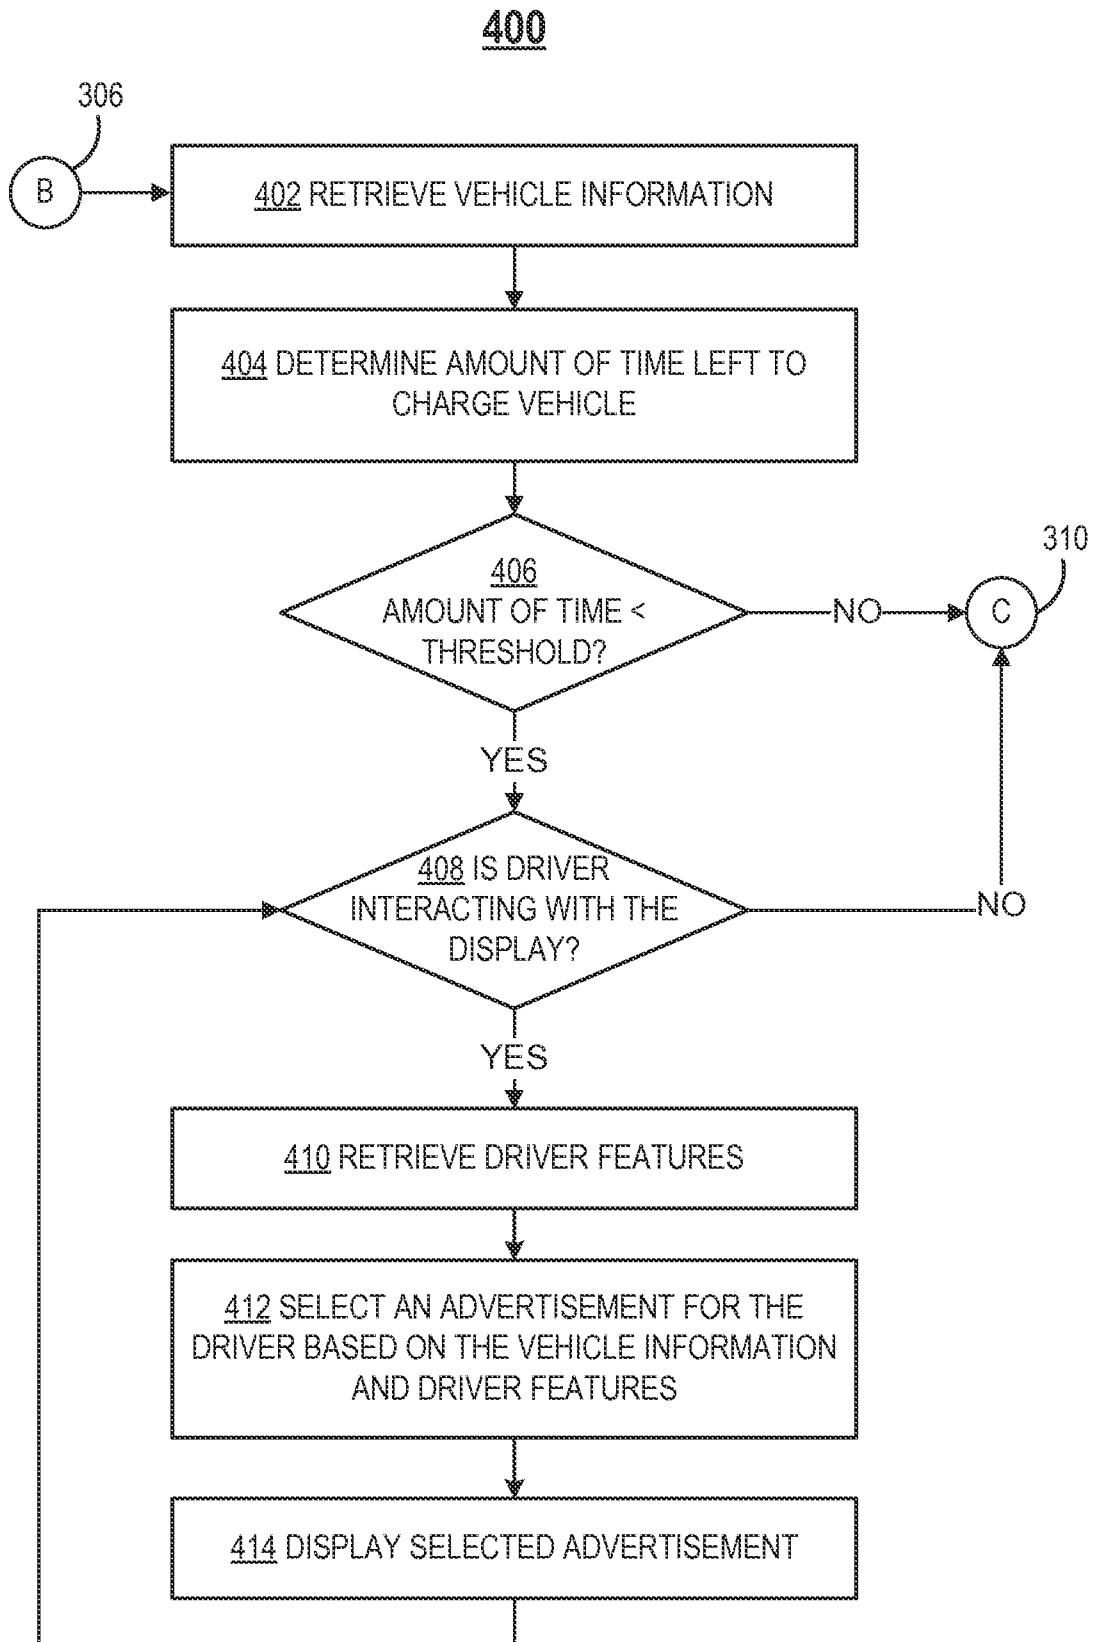 400
306
B
402 RETRIEVE VEHICLE INFORMATION
404 DETERMINE AMOUNT OF TIME LEFT TO
CHARGE VEHICLE
406
AMOUNT OF TIME <
THRESHOLD?
NO
310
C
YES
408 IS DRIVER
INTERACTING WITH THE
DISPLAY?
NO
YES
410 RETRIEVE DRIVER FEATURES
412 SELECT AN ADVERTISEMENT FOR THE
DRIVER BASED ON THE VEHICLE INFORMATION
AND DRIVER FEATURES
414 DISPLAY SELECTED ADVERTISEMENT